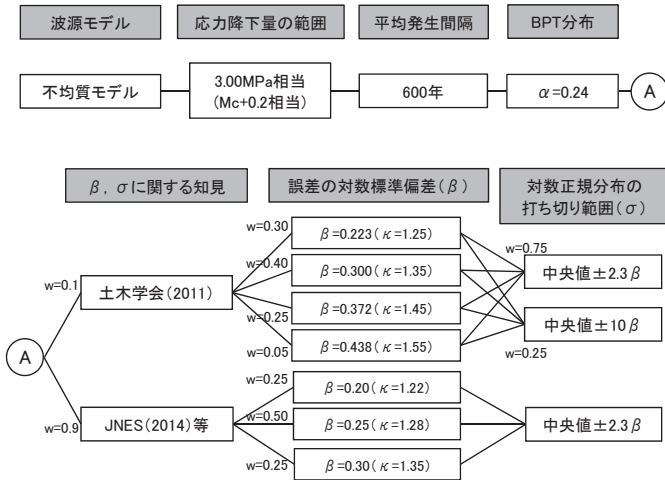 波源モデル
応力降下量の範囲
平均発生間隔
BPT分布
不均質モデル
3.00MPa相当
(Mc+0.2相当)
600年
α=0.24
A
β, σに関する知見
誤差の対数標準偏差(β)
対数正規分布の
打ち切り範囲(σ)
w=0.30
β=0.223(κ=1.25)
w=0.75
w=0.40
β=0.300(κ=1.35)
中央値±2.3β
w=0.1
土木学会(2011)
w=0.25
β=0.372(κ=1.45)
中央値±10β
w=0.05
β=0.438(κ=1.55)
w=0.25
A
w=0.25
β=0.20(κ=1.22)
w=0.9
JNES(2014)等
w=0.50
β=0.25(κ=1.28)
中央値±2.3β
w=0.25
β=0.30(κ=1.35)